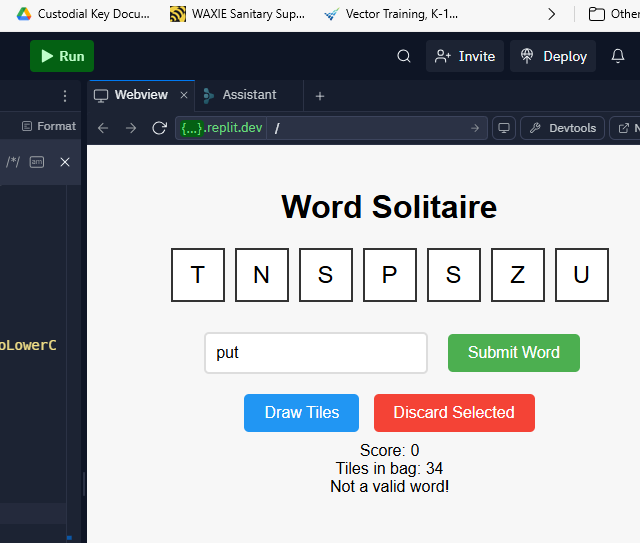 Custodial Key Docu...
WAXIE Sanitary Sup...
Vector Training, K-1...
Run
Invite
Deploy
Webview
Assistant
Format
{...}.replit.dev /
Devtools
/*/
am
Word Solitaire
T N S P S Z U
oLowerC
put
Submit Word
Draw Tiles
Discard Selected
Score: 0
Tiles in bag: 34
Not a valid word!